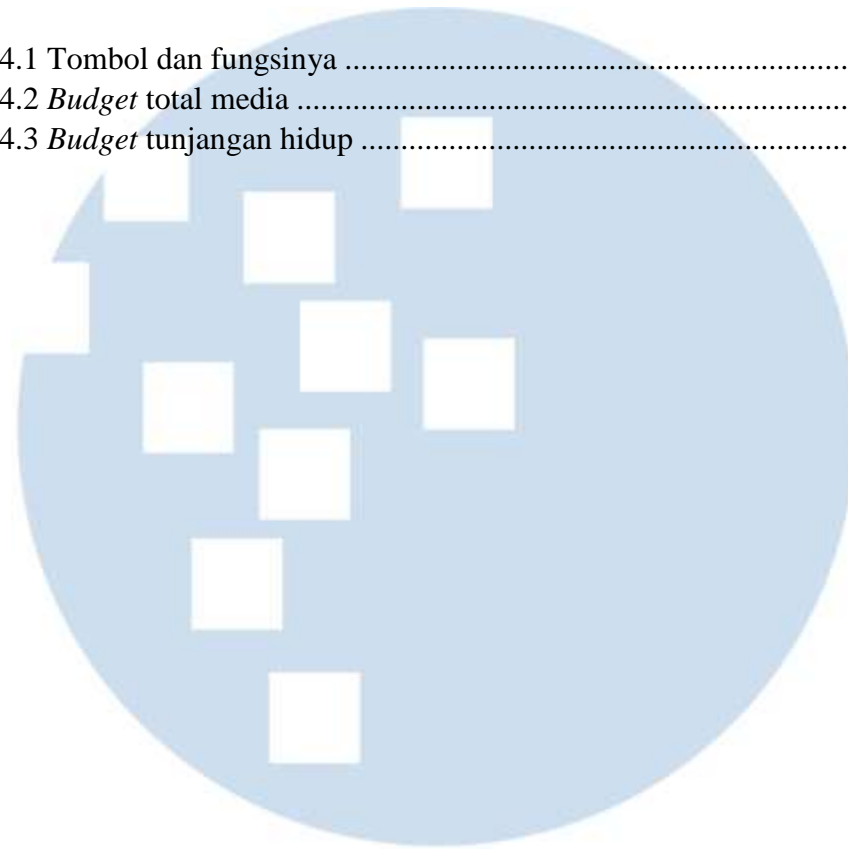 4.1 Tombol dan fungsinya ....................................................................
4.2 Budget total media ..........................................................................
4.3 Budget tunjangan hidup .................................................................